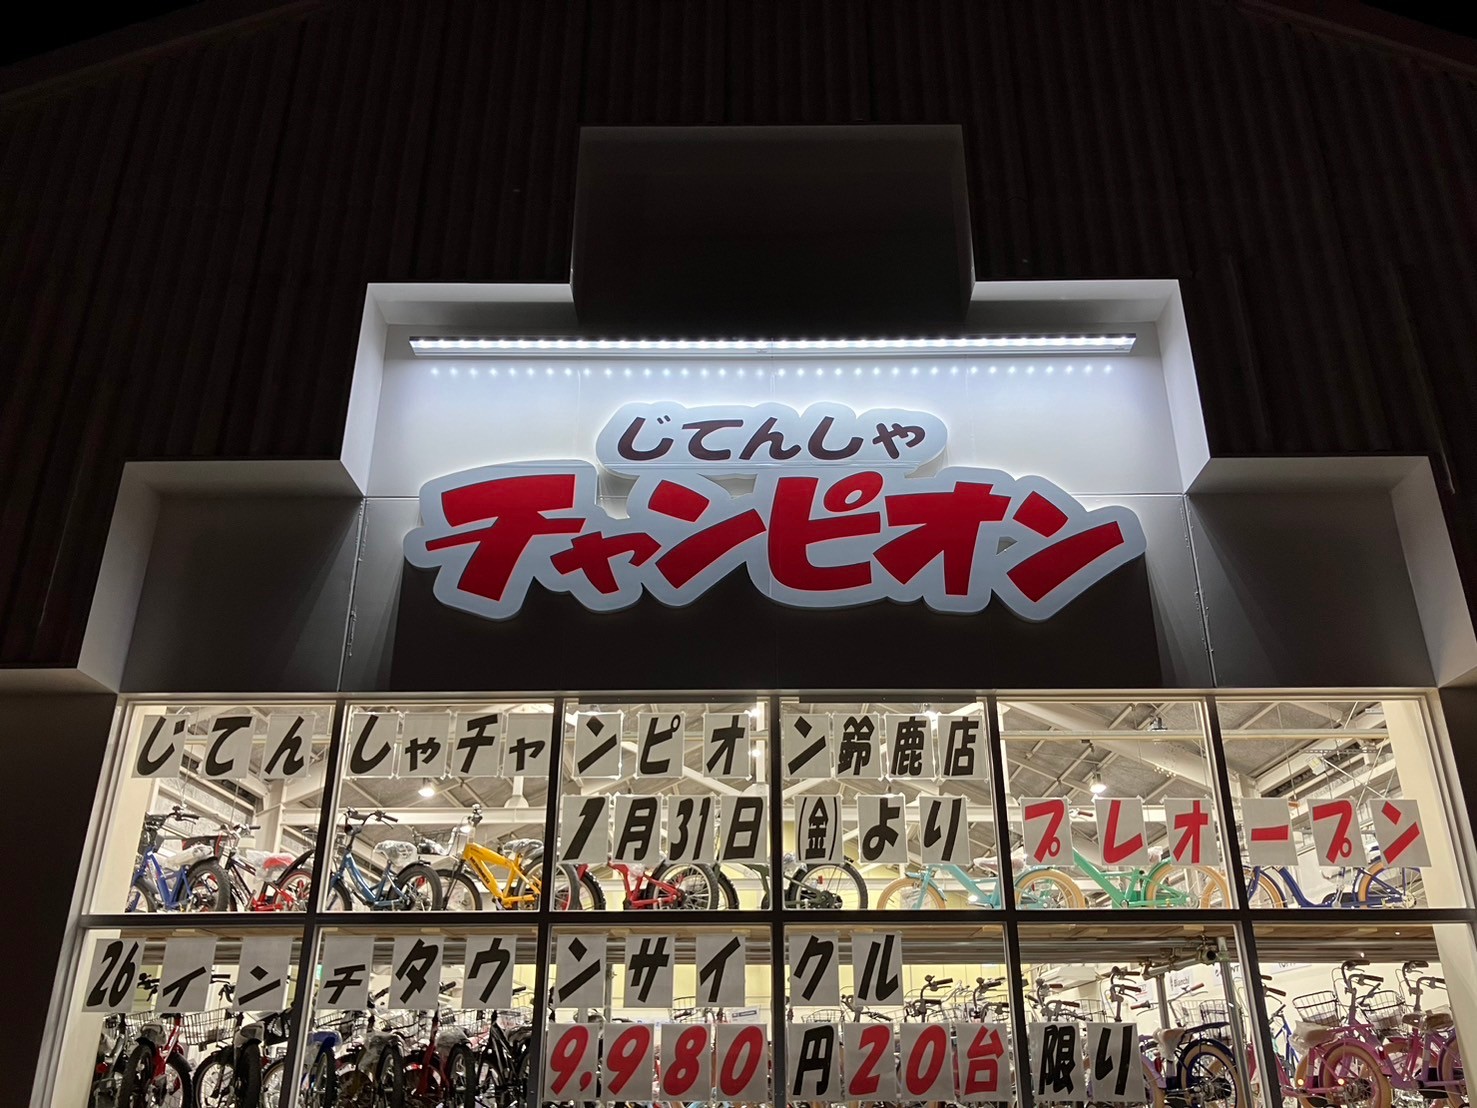 じてんしゃ
チャンピオン
じてんしゃチャンピオン鈴鹿店
1月31日(金)よりプレオープン
26インチタウンサイクル
9,980円20台限り